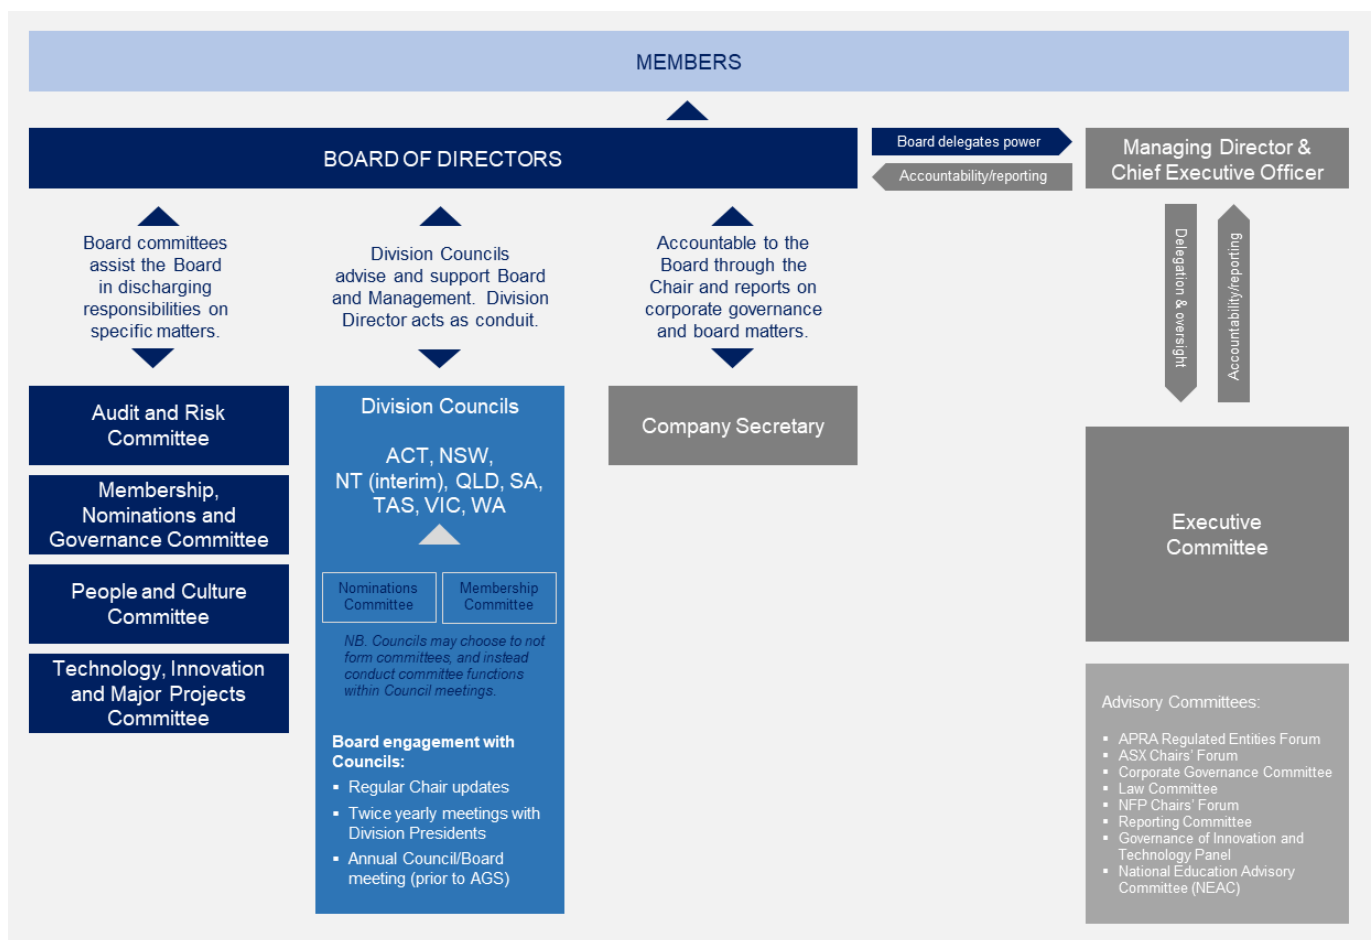 MEMBERS
BOARD OF DIRECTORS
Board delegates power
Accountability/reporting
Managing Director &
Chief Executive Officer
Board committees
assist the Board
in discharging
responsibilities on
specific matters.
Division Councils
advise and support Board
and Management. Division
Director acts as conduit.
Accountable to the
Board through the
Chair and reports on
corporate governance
and board matters.
Delegation & oversight
Accountability/reporting
Audit and Risk
Committee
Membership,
Nominations and
Governance Committee
People and Culture
Committee
Technology, Innovation
and Major Projects
Committee
Division Councils
ACT, NSW,
NT (interim), QLD, SA,
TAS, VIC, WA
Nominations
Committee
Membership
Committee
NB. Councils may choose to not
form committees, and instead
conduct committee functions
within Council meetings.
Board engagement with
Councils:
▪ Regular Chair updates
▪ Twice yearly meetings with
Division Presidents
▪ Annual Council/Board
meeting (prior to AGS)
Company Secretary
Executive
Committee
Advisory Committees:
▪ APRA Regulated Entities Forum
▪ ASX Chairs' Forum
▪ Corporate Governance Committee
▪ Law Committee
▪ NFP Chairs' Forum
▪ Reporting Committee
▪ Governance of Innovation and
Technology Panel
▪ National Education Advisory
Committee (NEAC)